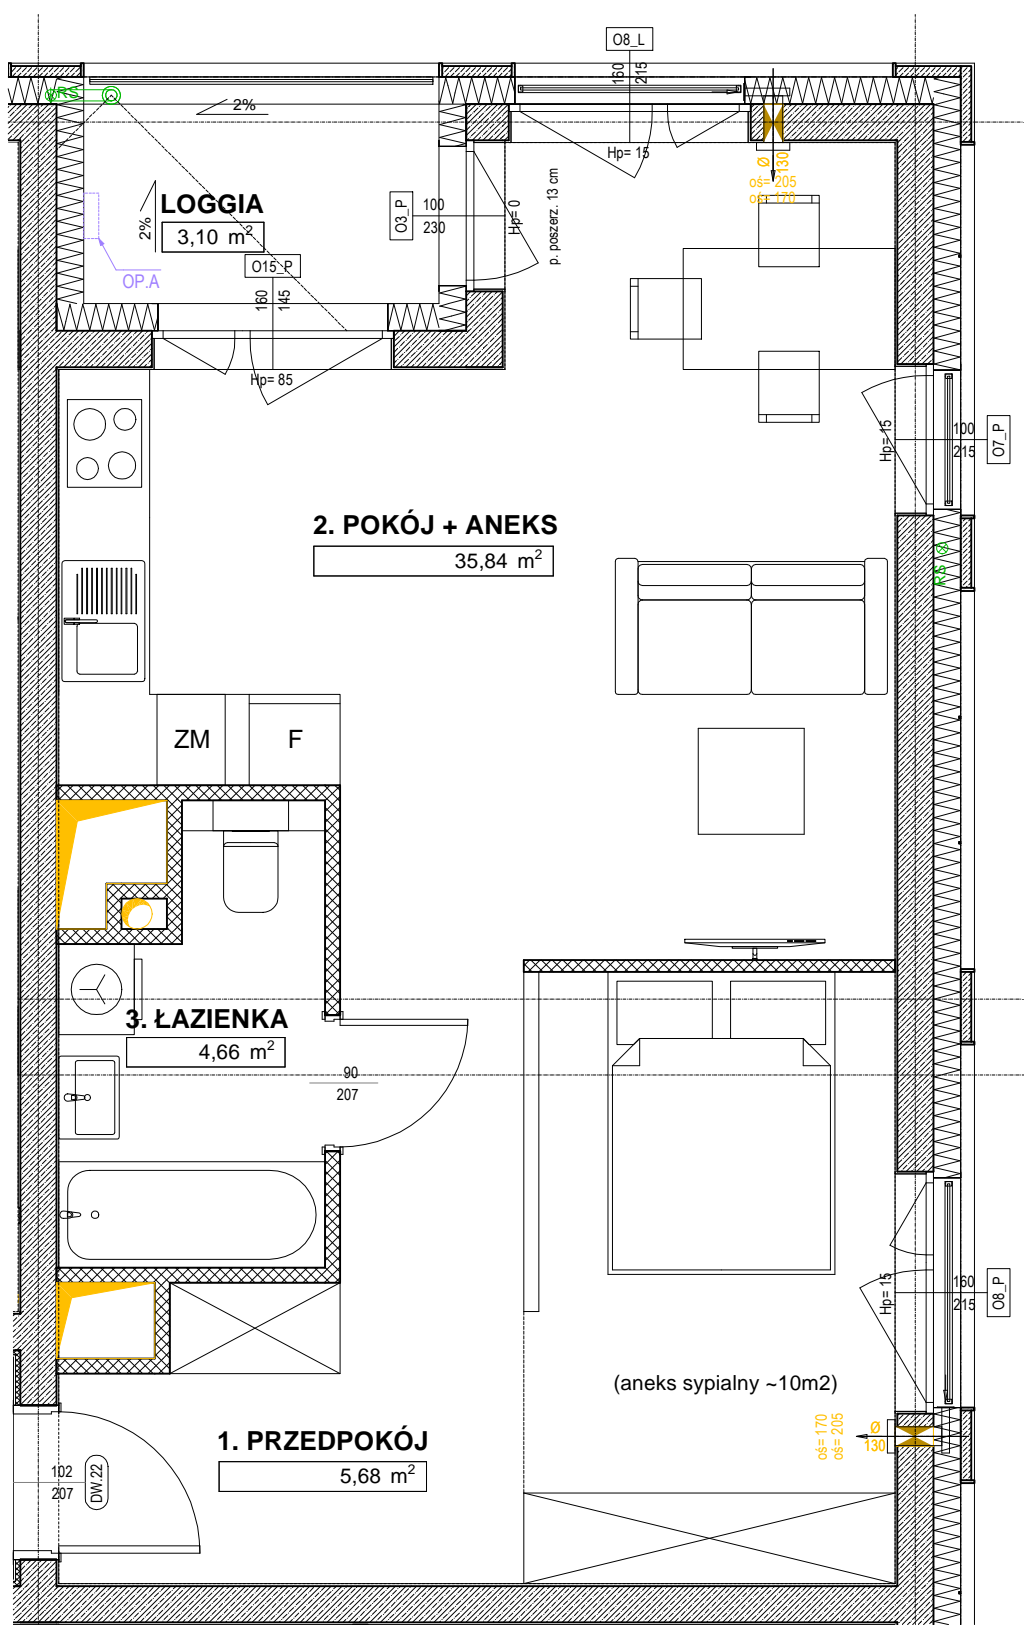 O8_L
160
215
RS
2%
Hp= 15
Ø
130
oś= 205
oś= 170
LOGGIA
3,10 m²
2%
O3_P
100
230
Hp= 0
p. poszerz. 13 cm
OP.A
O15_P
160
145
Hp= 85
Hp= 15
100
215
O7_P
2. POKÓJ + ANEKS
35,84 m²
RS
ZM
F
3. ŁAZIENKA
4,66 m²
90
207
Hp= 15
160
215
O8_P
(aneks sypialny ~10m2)
oś= 170
oś= 205
Ø
130
1. PRZEDPOKÓJ
5,68 m²
102
207
DW.22